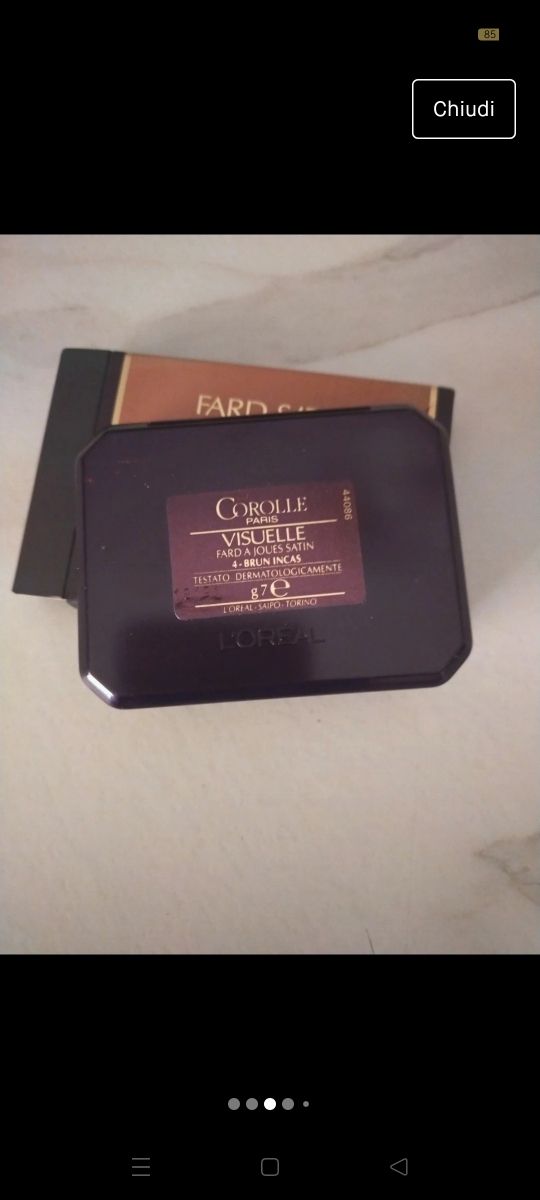 85
Chiudi
FARD
COROLLE
PARIS
VISUELLE
FARD A JOUES SATIN
4-BRUN INCAS
TESTATO DERMATOLOGICAMENTE
g 7 e
L'OREAL-SAIPO-TORINO
44086
L'ORÉAL